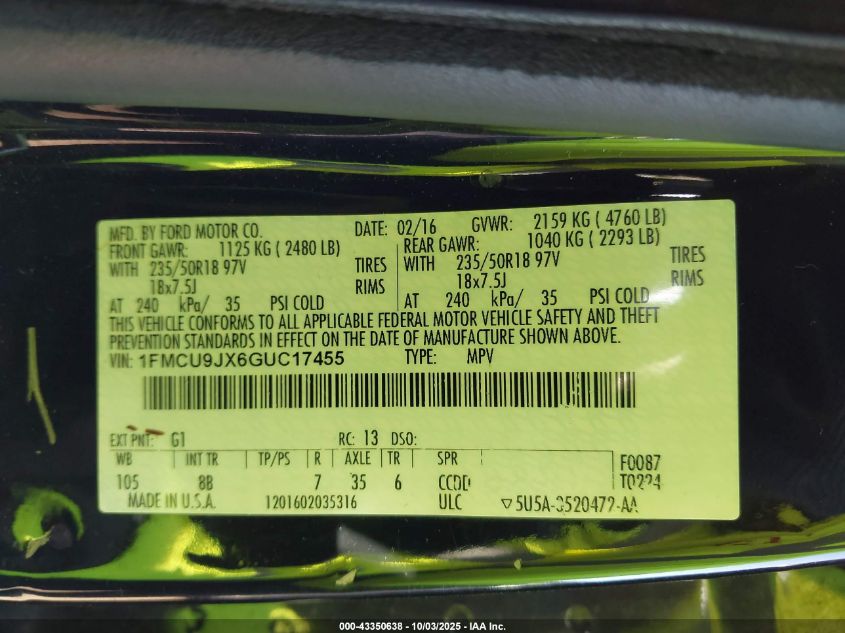 MFD. BY FORD MOTOR CO. DATE: 02/16 GVWR: 2159 KG ( 4760 LB)
FRONT GAWR: 1125 KG ( 2480 LB) REAR GAWR: 1040 KG ( 2293 LB)
WITH 235/50R18 97V TIRES WITH 235/50R18 97V TIRES
18x7.5J RIMS 18x7.5J RIMS
AT 240 kPa/ 35 PSI COLD AT 240 kPa/ 35 PSI COLD
THIS VEHICLE CONFORMS TO ALL APPLICABLE FEDERAL MOTOR VEHICLE SAFETY AND THEFT
PREVENTION STANDARDS IN EFFECT ON THE DATE OF MANUFACTURE SHOWN ABOVE.
VIN: 1FMCU9JX6GUC17455 TYPE: MPV
EXT PNT: G1 RC: 13 DSO:
WB INT TR TP/PS R AXLE TR SPR F0087
105 8B 7 35 6 T0224
MADE IN U.S.A. 1201602035316 ULC ▽5U5A-3520472-AA
000-43350638 - 10/03/2025 - IAA Inc.